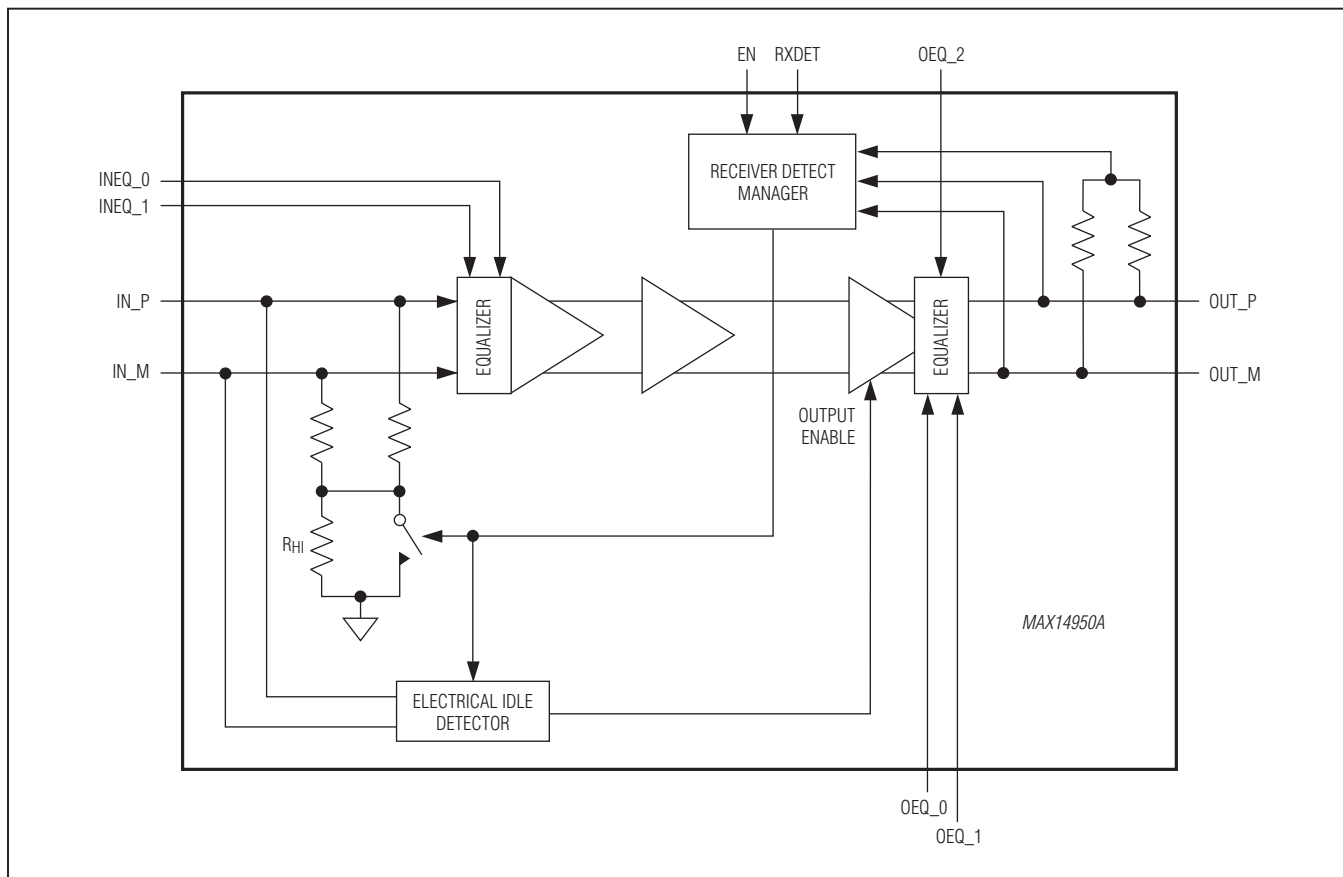 EN
RXDET
OEQ_2
RECEIVER DETECT
MANAGER
INEQ_0
INEQ_1
IN_P
IN_M
EQUALIZER
EQUALIZER
OUT_P
OUT_M
OUTPUT
ENABLE
RHI
MAX14950A
ELECTRICAL IDLE
DETECTOR
OEQ_0
OEQ_1